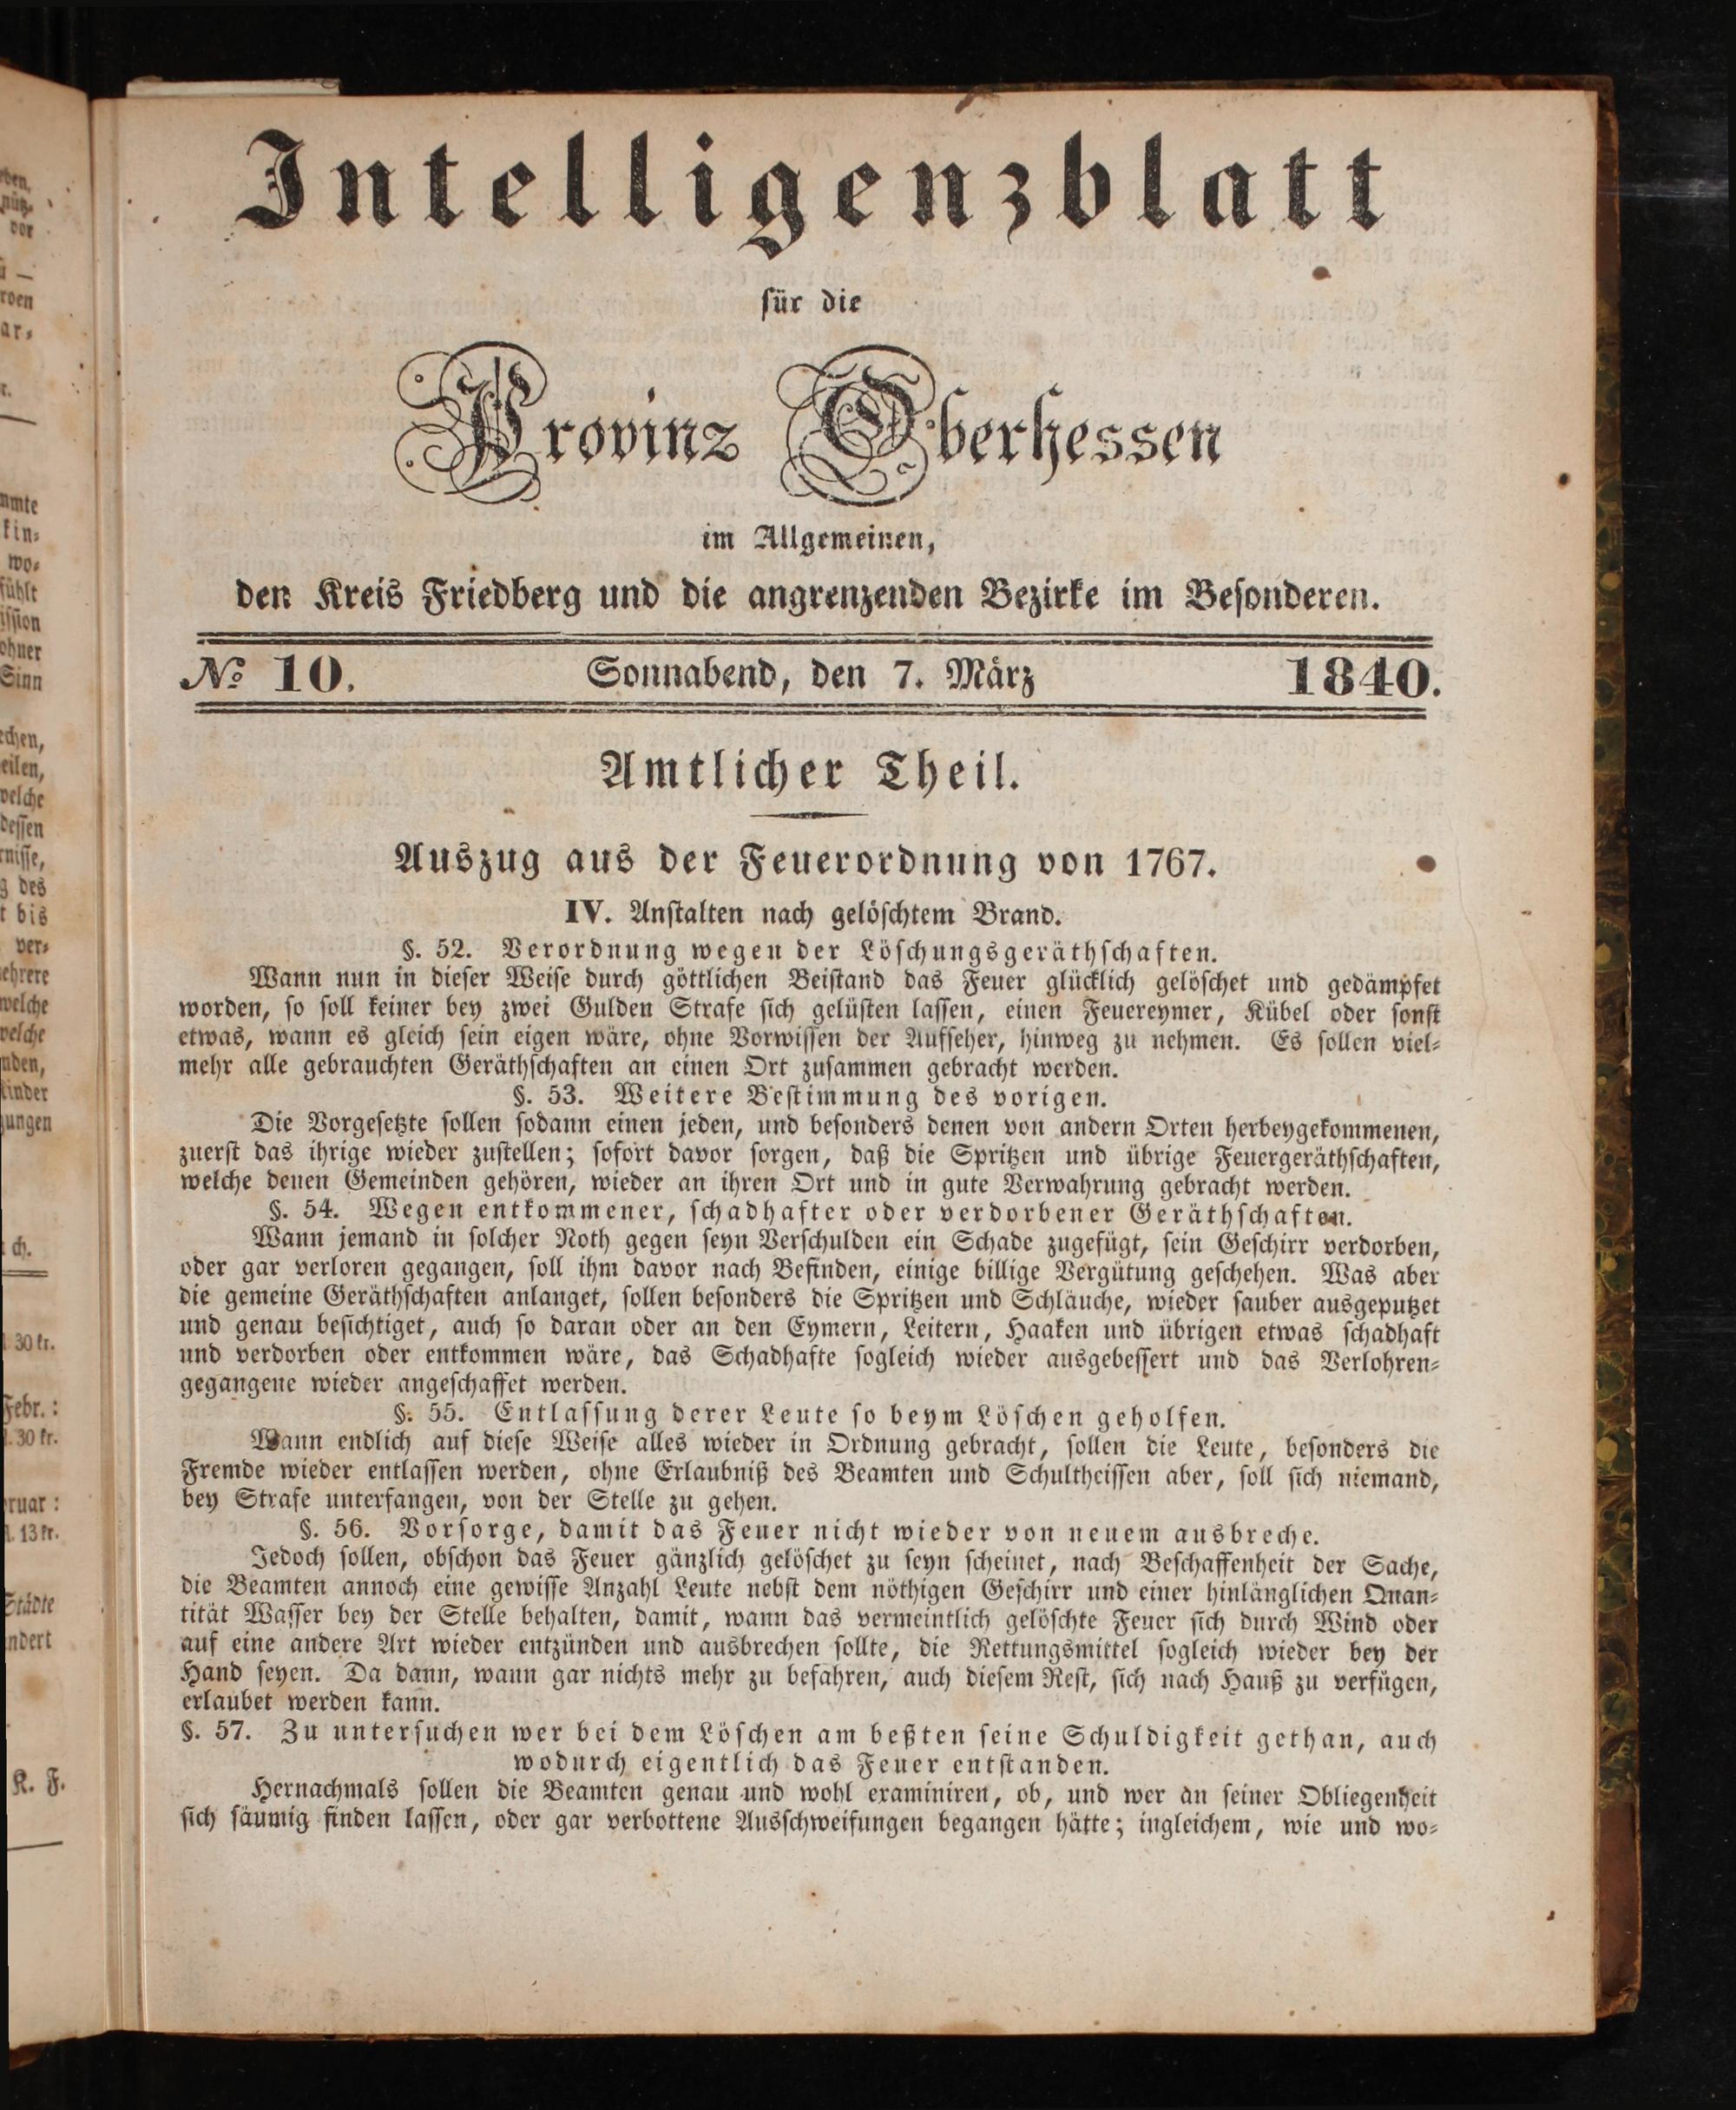 Intelligenzblatt
für die
Provinz Oberhessen
im Allgemeinen,
den Kreis Friedberg und die angrenzenden Bezirke im Besonderen.
№ 10. Sonnabend, den 7. März 1840.
Amtlicher Theil.
Auszug aus der Feuerordnung von 1767.
IV. Anstalten nach gelöschtem Brand.
§. 52. Verordnung wegen der Löschungsgeräthschaften.
Wann nun in dieser Weise durch göttlichen Beistand das Feuer glücklich gelöschet und gedämpfet
worden, so soll keiner bey zwei Gulden Strafe sich gelüsten lassen, einen Feuereymer, Kübel oder sonst
etwas, wann es gleich sein eigen wäre, ohne Vorwissen der Aufseher, hinweg zu nehmen. Es sollen viel⸗
mehr alle gebrauchten Geräthschaften an einen Ort zusammen gebracht werden.
§. 53. Weitere Bestimmung des vorigen.
Die Vorgesetzte sollen sodann einen jeden, und besonders denen von andern Orten herbeygekommenen,
zuerst das ihrige wieder zustellen; sofort davor sorgen, daß die Spritzen und übrige Feuergeräthschaften,
welche denen Gemeinden gehören, wieder an ihren Ort und in gute Verwahrung gebracht werden.
§. 54. Wegen entkommener, schadhafter oder verdorbener Geräthschaften.
Wann jemand in solcher Noth gegen seyn Verschulden ein Schade zugefügt, sein Geschirr verdorben,
oder gar verloren gegangen, soll ihm davor nach Befinden, einige billige Vergütung geschehen. Was aber
die gemeine Geräthschaften anlanget, sollen besonders die Spritzen und Schläuche, wieder sauber ausgeputzet
und genau besichtiget, auch so daran oder an den Eymern, Leitern, Haaken und übrigen etwas schadhaft
und verdorben oder entkommen wäre, das Schadhafte sogleich wieder ausgebessert und das Verlohren⸗
gegangene wieder angeschaffet werden.
§. 55. Entlassung derer Leute so beym Löschen geholfen.
Wann endlich auf diese Weise alles wieder in Ordnung gebracht, sollen die Leute, besonders die
Fremde wieder entlassen werden, ohne Erlaubniß des Beamten und Schultheissen aber, soll sich niemand,
bey Strafe unterfangen, von der Stelle zu gehen.
§. 56. Vorsorge, damit das Feuer nicht wieder von neuem ausbreche.
Jedoch sollen, obschon das Feuer gänzlich gelöschet zu seyn scheinet, nach Beschaffenheit der Sache,
die Beamten annoch eine gewisse Anzahl Leute nebst dem nöthigen Geschirr und einer hinlänglichen Quan⸗
tität Wasser bey der Stelle behalten, damit, wann das vermeintlich gelöschte Feuer sich durch Wind oder
auf eine andere Art wieder entzünden und ausbrechen sollte, die Rettungsmittel sogleich wieder bey der
Hand seyen. Da dann, wann gar nichts mehr zu befahren, auch diesem Rest, sich nach Hauß zu verfügen,
erlaubet werden kann.
§. 57. Zu untersuchen wer bei dem Löschen am beßten seine Schuldigkeit gethan, auch
wodurch eigentlich das Feuer entstanden.
Hernachmals sollen die Beamten genau und wohl examiniren, ob, und wer an seiner Obliegenheit
sich säumig finden lassen, oder gar verbottene Ausschweifungen begangen hätte; ingleichem, wie und wo⸗